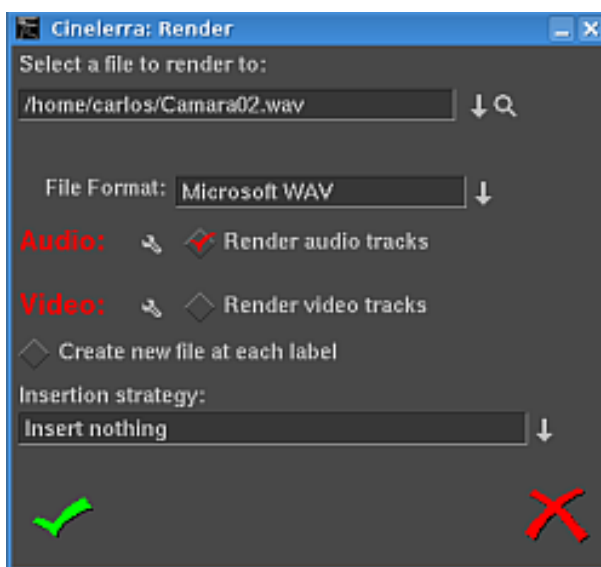 Cinelerra: Render
Select a file to render to:
/home/carlos/Camara02.wav
File Format: Microsoft WAV
Audio: Render audio tracks
Video: Render video tracks
Create new file at each label
Insertion strategy:
Insert nothing